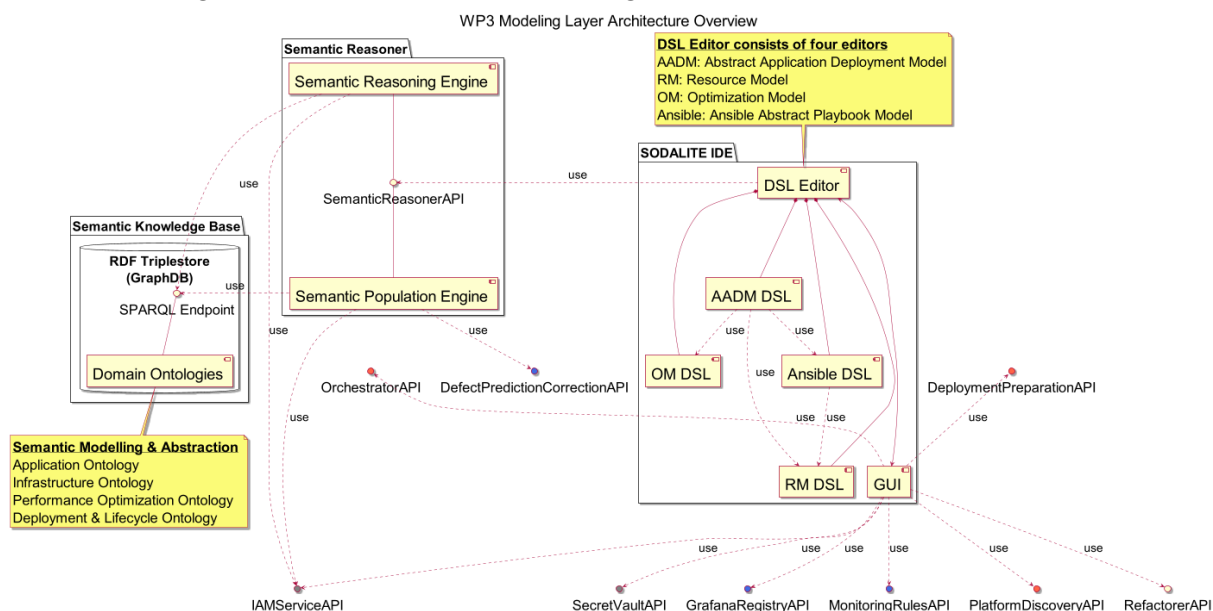 WP3 Modeling Layer Architecture Overview
Semantic Reasoner
Semantic Reasoning Engine
DSL Editor consists of four editors
AADM: Abstract Application Deployment Model
RM: Resource Model
OM: Optimization Model
Ansible: Ansible Abstract Playbook Model
SODALITE IDE
DSL Editor
use
use
SemanticReasonerAPI
Semantic Knowledge Base
RDF Triplestore
(GraphDB)
SPARQL Endpoint
use
Semantic Population Engine
AADM DSL
use
use
use
Domain Ontologies
OM DSL
use
Ansible DSL
OrchestratorAPI
DefectPredictionCorrectionAPI
DeploymentPreparationAPI
use
use
use
Semantic Modelling & Abstraction
Application Ontology
Infrastructure Ontology
Performance Optimization Ontology
Deployment & Lifecycle Ontology
RM DSL
GUI
use
use
use
use
use
use
IAMServiceAPI
SecretVaultAPI
GrafanaRegistryAPI
MonitoringRulesAPI
PlatformDiscoveryAPI
RefactorerAPI